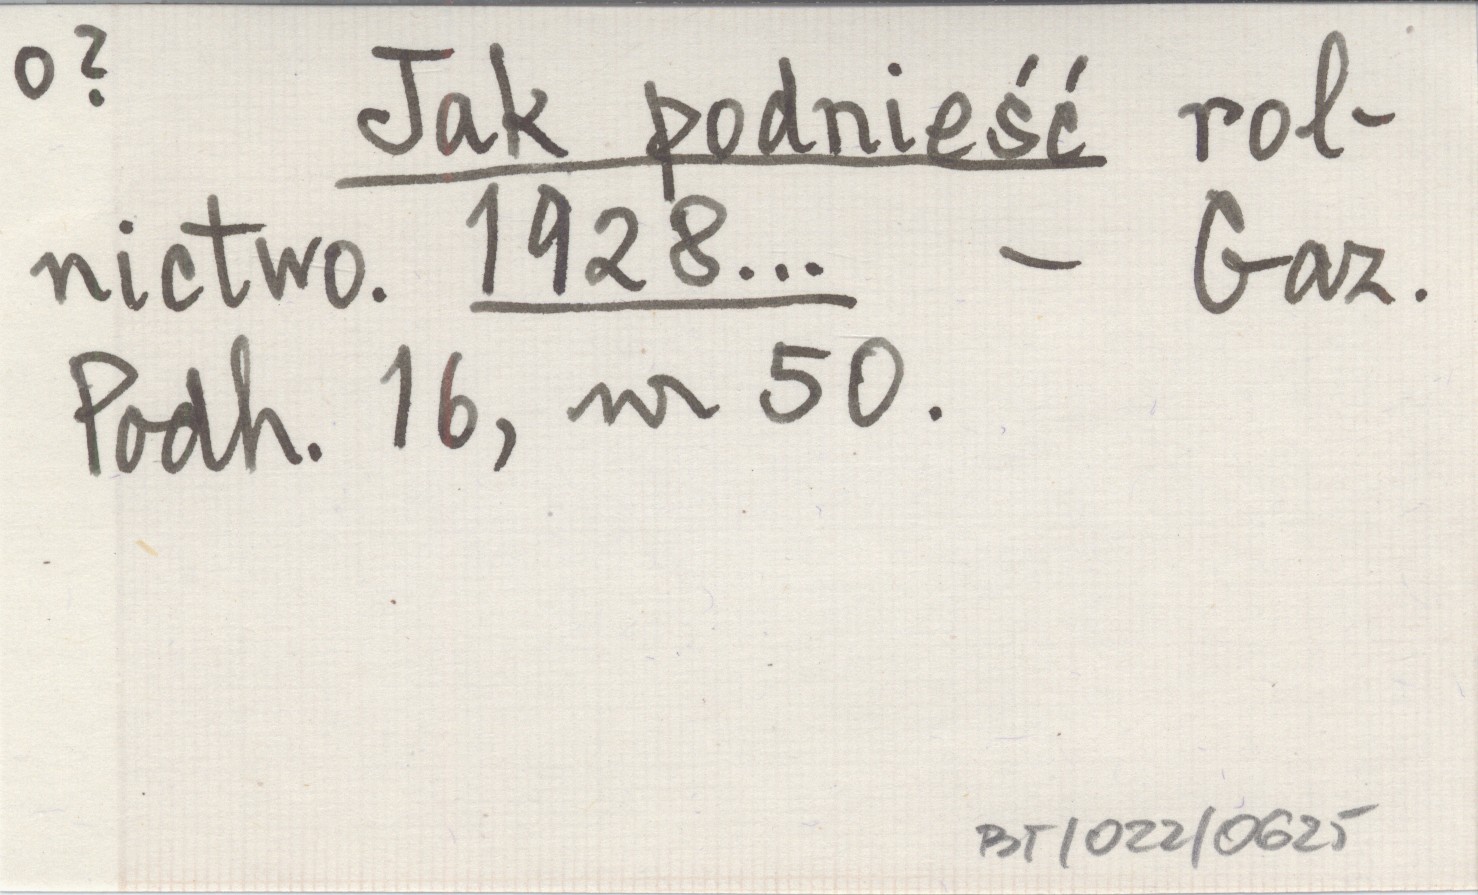 o?
Jak podnieść rol-
nictwo. 1928... – Gaz.
Podh. 16, nr 50.
BT/022/0625